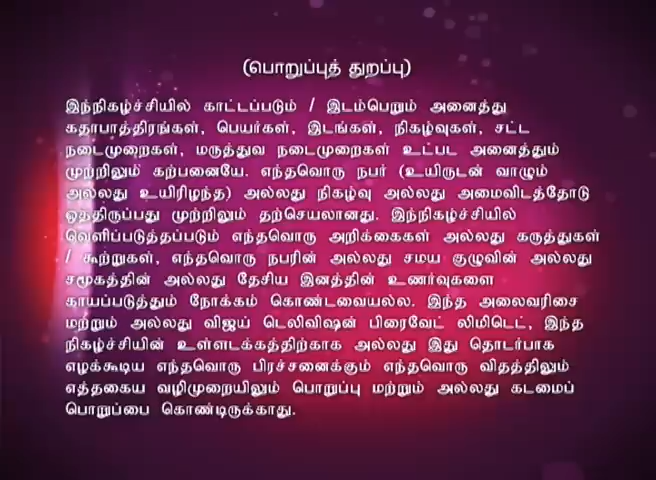 (பொறுப்புத் துறப்பு)
இந்நிகழ்ச்சியில் காட்டப்படும் / இடம்பெறும் அனைத்து
கதாபாத்திரங்கள், பெயர்கள், இடங்கள், நிகழ்வுகள், சட்ட
நடைமுறைகள், மருத்துவ நடைமுறைகள் உட்பட அனைத்தும்
முற்றிலும் கற்பனையே. எந்தவொரு நபர் (உயிருடன் வாழும்
அல்லது உயிரிழந்த) அல்லது நிகழ்வு அல்லது அமைவிடத்தோடு
ஒத்திருப்பது முற்றிலும் தற்செயலானது. இந்நிகழ்ச்சியில்
வெளிப்படுத்தப்படும் எந்தவொரு அறிக்கைகள் அல்லது கருத்துகள்
/ கூற்றுகள், எந்தவொரு நபரின் அல்லது சமய குழுவின் அல்லது
சமூகத்தின் அல்லது தேசிய இனத்தின் உணர்வுகளை
காயப்படுத்தும் நோக்கம் கொண்டவையல்ல. இந்த அலைவரிசை
மற்றும் அல்லது விஜய் டெலிவிஷன் பிரைவேட் லிமிடெட், இந்த
நிகழ்ச்சியின் உள்ளடக்கத்திற்காக அல்லது இது தொடர்பாக
எழக்கூடிய எந்தவொரு பிரச்சனைக்கும் எந்தவொரு விதத்திலும்
எத்தகைய வழிமுறையிலும் பொறுப்பு மற்றும் அல்லது கடமைப்
பொறுப்பை கொண்டிருக்காது.